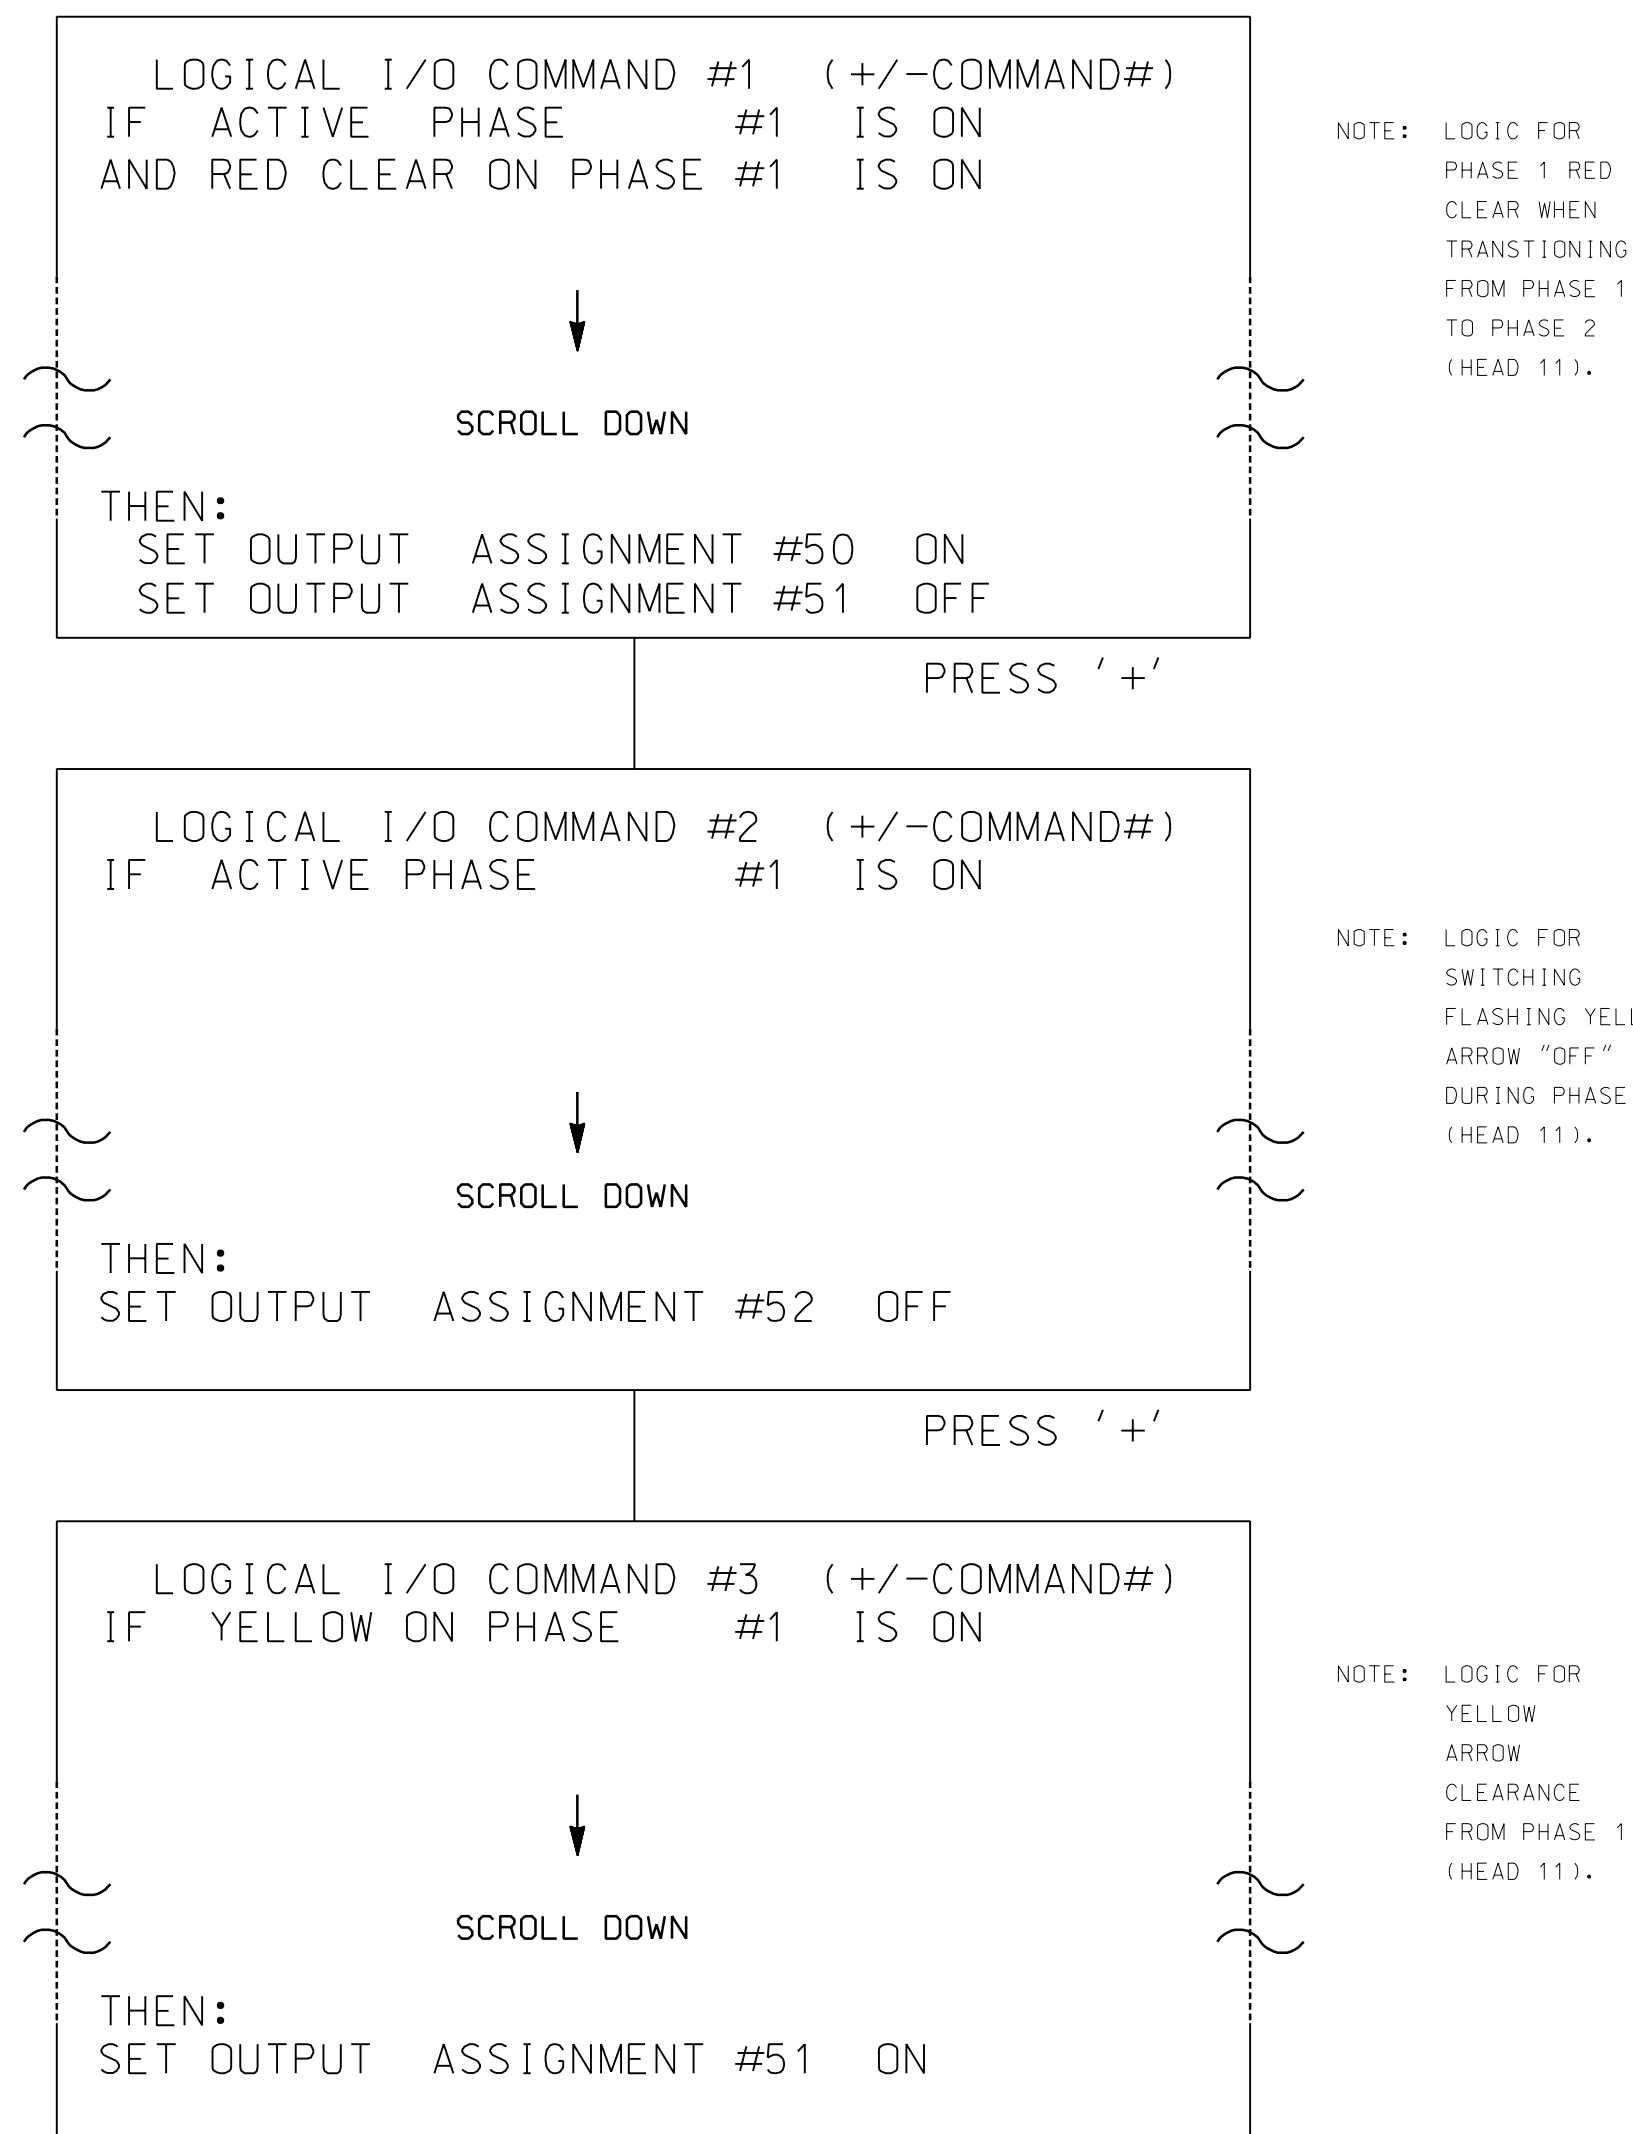 LOGICAL I/O COMMAND #1 (+/-COMMAND#)
IF ACTIVE PHASE #1 IS ON
AND RED CLEAR ON PHASE #1 IS ON
SCROLL DOWN
THEN:
SET OUTPUT ASSIGNMENT #50 ON
SET OUTPUT ASSIGNMENT #51 OFF
NOTE: LOGIC FOR
PHASE 1 RED
CLEAR WHEN
TRANSTIONING
FROM PHASE 1
TO PHASE 2
(HEAD 11).
PRESS '+'
LOGICAL I/O COMMAND #2 (+/-COMMAND#)
IF ACTIVE PHASE #1 IS ON
SCROLL DOWN
THEN:
SET OUTPUT ASSIGNMENT #52 OFF
NOTE: LOGIC FOR
SWITCHING
FLASHING
ARROW "OFF"
DURING PHASE
(HEAD 11).
PRESS '+'
LOGICAL I/O COMMAND #3 (+/-COMMAND#)
IF YELLOW ON PHASE #1 IS ON
SCROLL DOWN
THEN:
SET OUTPUT ASSIGNMENT #51 ON
NOTE: LOGIC FOR
YELLOW
ARROW
CLEARANCE
FROM PHASE 1
(HEAD 11).